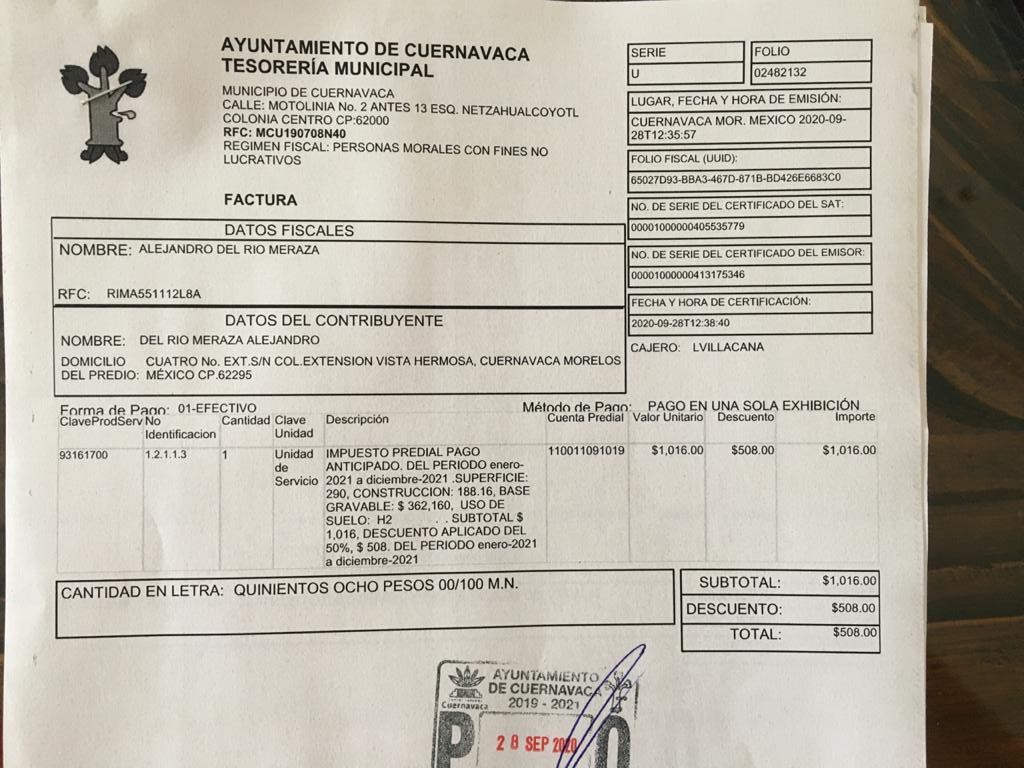 AYUNTAMIENTO DE CUERNAVACA
TESORERÍA MUNICIPAL
MUNICIPIO DE CUERNAVACA
CALLE: MOTOLINIA No. 2 ANTES 13 ESQ. NETZAHUALCOYOTL
COLONIA CENTRO CP:62000
RFC: MCU190708N40
REGIMEN FISCAL: PERSONAS MORALES CON FINES NO
LUCRATIVOS
FACTURA
SERIE
U
FOLIO
02482132
LUGAR, FECHA Y HORA DE EMISIÓN:
CUERNAVACA MOR. MEXICO 2020-09-
28T12:35:57
FOLIO FISCAL (UUID):
65027D93-BBA3-467D-871B-BD426E6683C0
NO. DE SERIE DEL CERTIFICADO DEL SAT:
00001000000405535779
NO. DE SERIE DEL CERTIFICADO DEL EMISOR:
00001000000413175346
FECHA Y HORA DE CERTIFICACIÓN:
2020-09-28T12:38:40
CAJERO: LVILLACANA
DATOS FISCALES
NOMBRE: ALEJANDRO DEL RIO MERAZA
RFC: RIMA551112L8A
DATOS DEL CONTRIBUYENTE
NOMBRE: DEL RIO MERAZA ALEJANDRO
DOMICILIO CUATRO No. EXT.S/N COL.EXTENSION VISTA HERMOSA, CUERNAVACA MORELOS
DEL PREDIO: MÉXICO CP.62295
Forma de Pago: 01-EFECTIVO Método de Pago: PAGO EN UNA SOLA EXHIBICIÓN
ClaveProdServ No Cantidad Clave Descripción Cuenta Predial Valor Unitario Descuento Importe
Identificacion Unidad
93161700 1.2.1.1.3 1 Unidad IMPUESTO PREDIAL PAGO 110011091019 $1,016.00 $508.00 $1,016.00
de ANTICIPADO. DEL PERIODO enero-
Servicio 2021 a diciembre-2021 .SUPERFICIE:
290, CONSTRUCCION: 188.16, BASE
GRAVABLE: $ 362,160, USO DE
SUELO: H2 . . SUBTOTAL $
1,016, DESCUENTO APLICADO DEL
50%, $ 508. DEL PERIODO enero-2021
a diciembre-2021
CANTIDAD EN LETRA: QUINIENTOS OCHO PESOS 00/100 M.N.
SUBTOTAL: $1,016.00
DESCUENTO: $508.00
TOTAL: $508.00
AYUNTAMIENTO
DE CUERNAVACA
2019 - 2021
Cuernavaca
28 SEP 2020